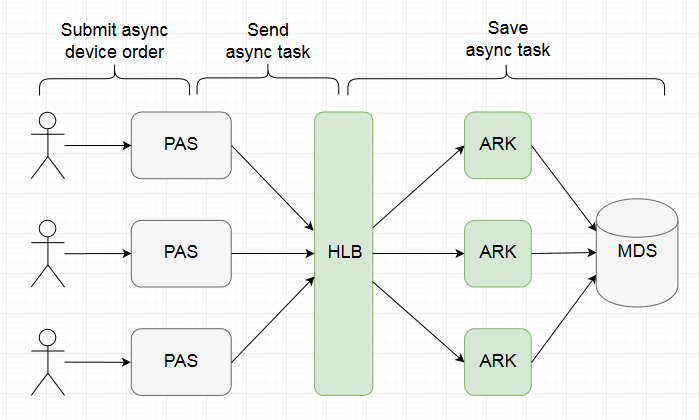 Submit async
device order
Send
async task
Save
async task
PAS
ARK
PAS
HLB
ARK
MDS
PAS
ARK